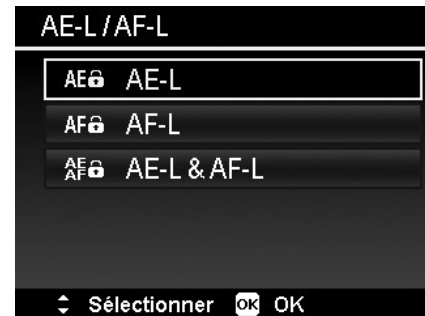 AE-L / AF-L
AE AE-L
AF AF-L
AE AF AE-L & AF-L
Sélectionner OK OK